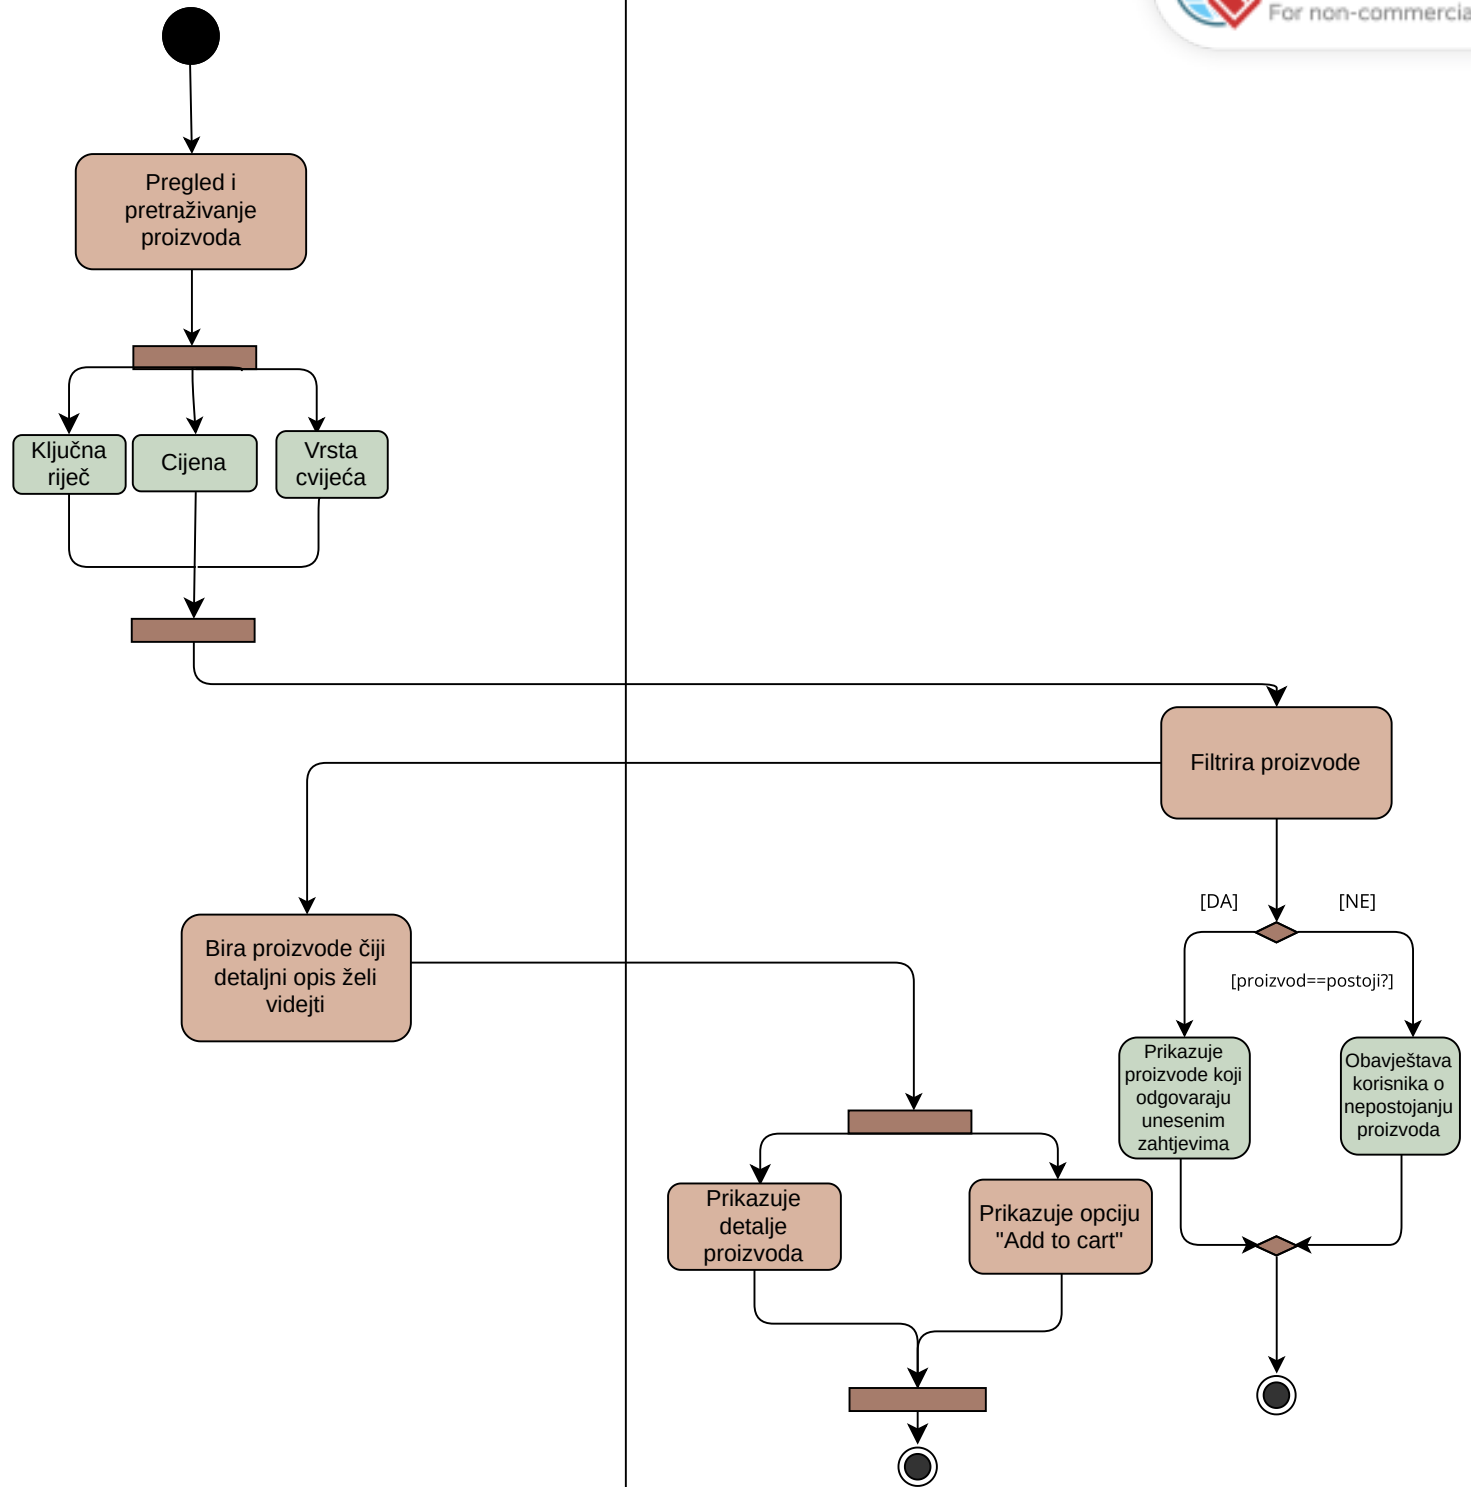 For non-commercia
Pregled i
pretraživanje
proizvoda
Ključna
riječ
Cijena
Vrsta
cvijeća
Filtrira proizvode
[DA]
[NE]
[proizvod==postoji?]
Bira proizvode čiji
detaljni opis želi
videjti
Prikazuje
proizvode koji
odgovaraju
unesenim
zahtjevima
Obavještava
korisnika o
nepostojanju
proizvoda
Prikazuje
detalje
proizvoda
Prikazuje opciju
"Add to cart"